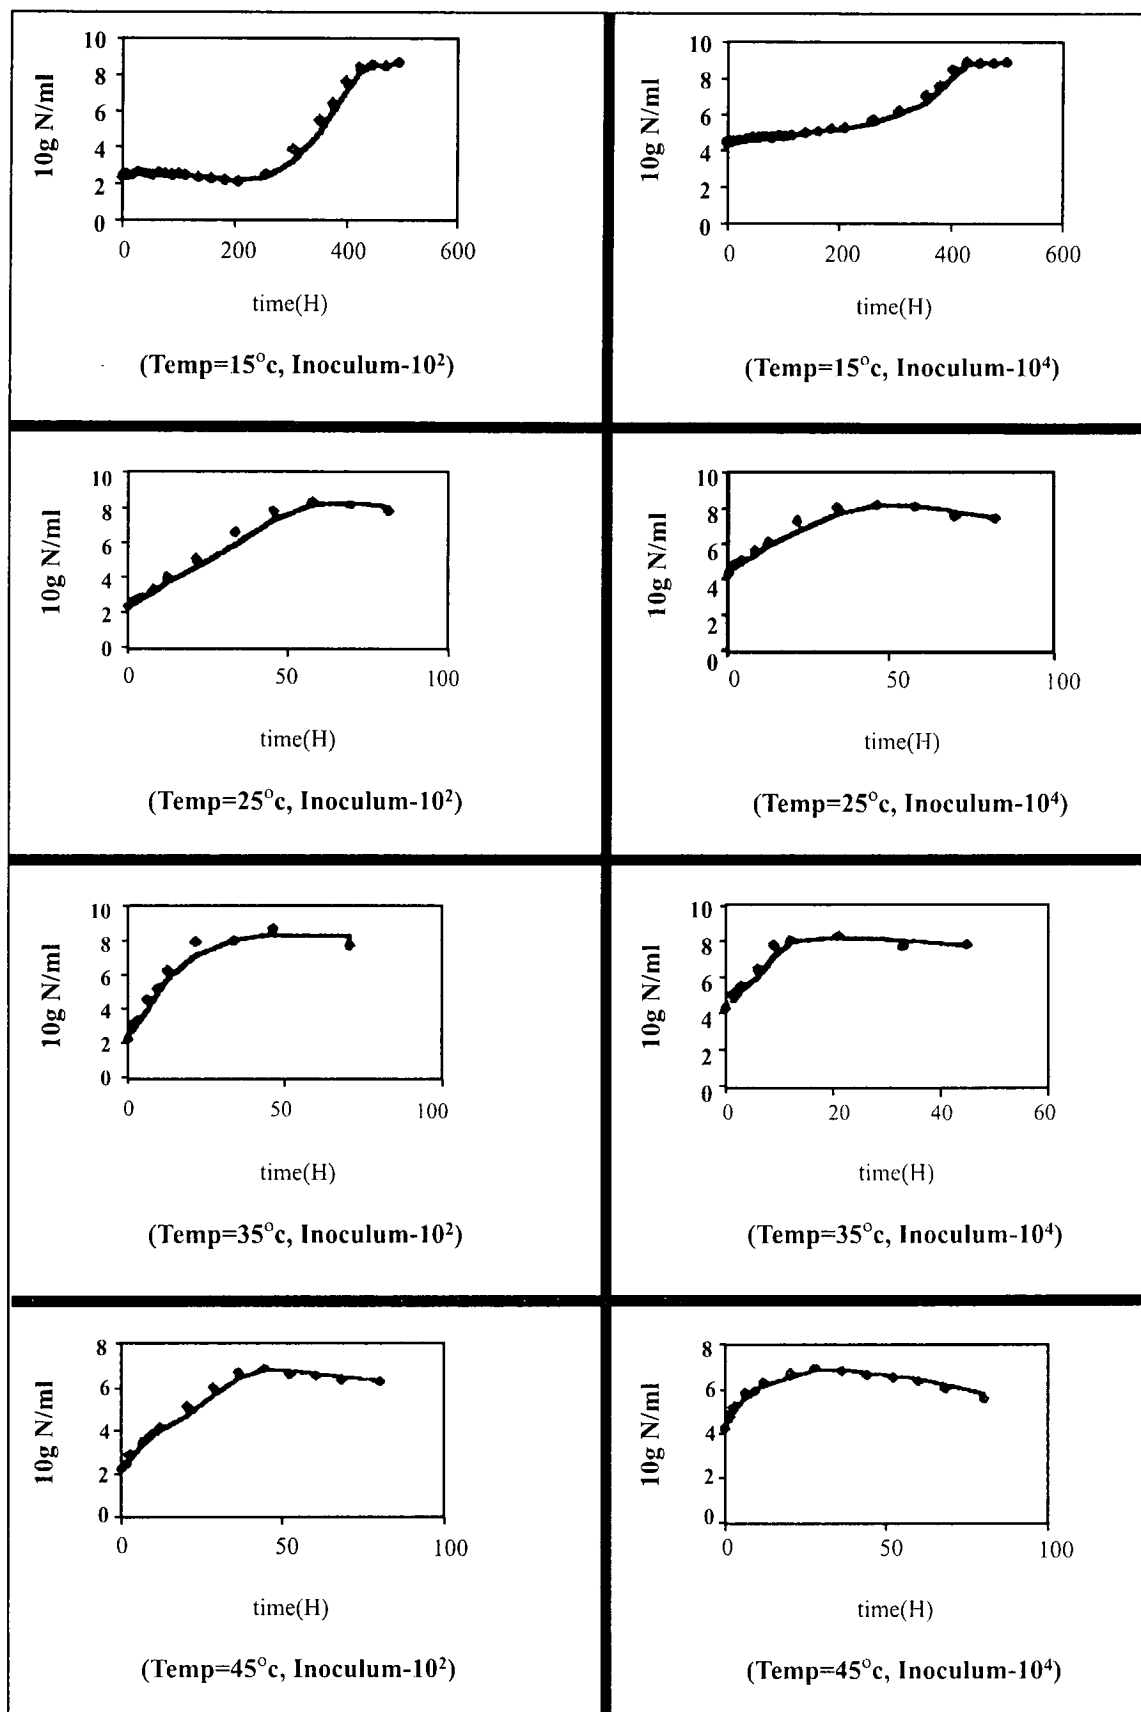 10
8
6
4
2
0
10g N/ml
0 200 400 600
time(H)
(Temp=15°c, Inoculum-10²)
10
8
6
4
2
0
10g N/ml
0 200 400 600
time(H)
(Temp=15°c, Inoculum-10⁴)
10
8
6
4
2
0
10g N/ml
0 50 100
time(H)
(Temp=25°c, Inoculum-10²)
10
8
6
4
2
0
10g N/ml
0 50 100
time(H)
(Temp=25°c, Inoculum-10⁴)
10
8
6
4
2
0
10g N/ml
0 50 100
time(H)
(Temp=35°c, Inoculum-10²)
10
8
6
4
2
0
10g N/ml
0 20 40 60
time(H)
(Temp=35°c, Inoculum-10⁴)
8
6
4
2
0
10g N/ml
0 50 100
time(H)
(Temp=45°c, Inoculum-10²)
8
6
4
2
0
10g N/ml
0 50 100
time(H)
(Temp=45°c, Inoculum-10⁴)